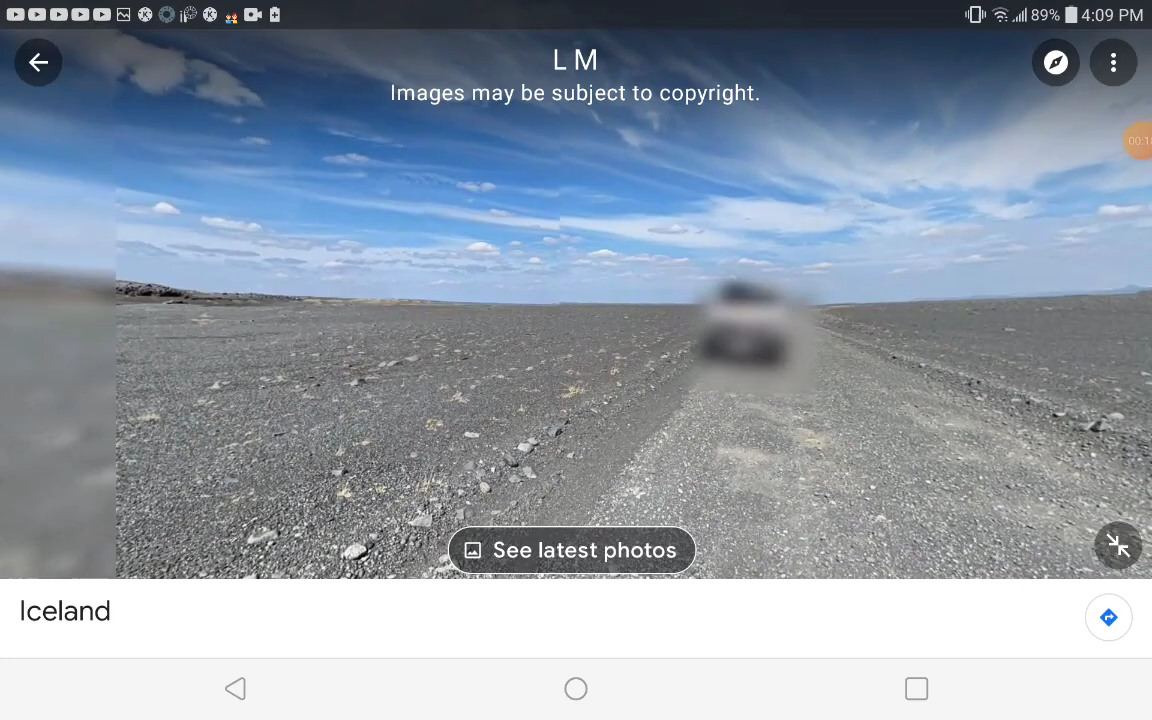 89% 4:09 PM
L M
Images may be subject to copyright.
See latest photos
Iceland